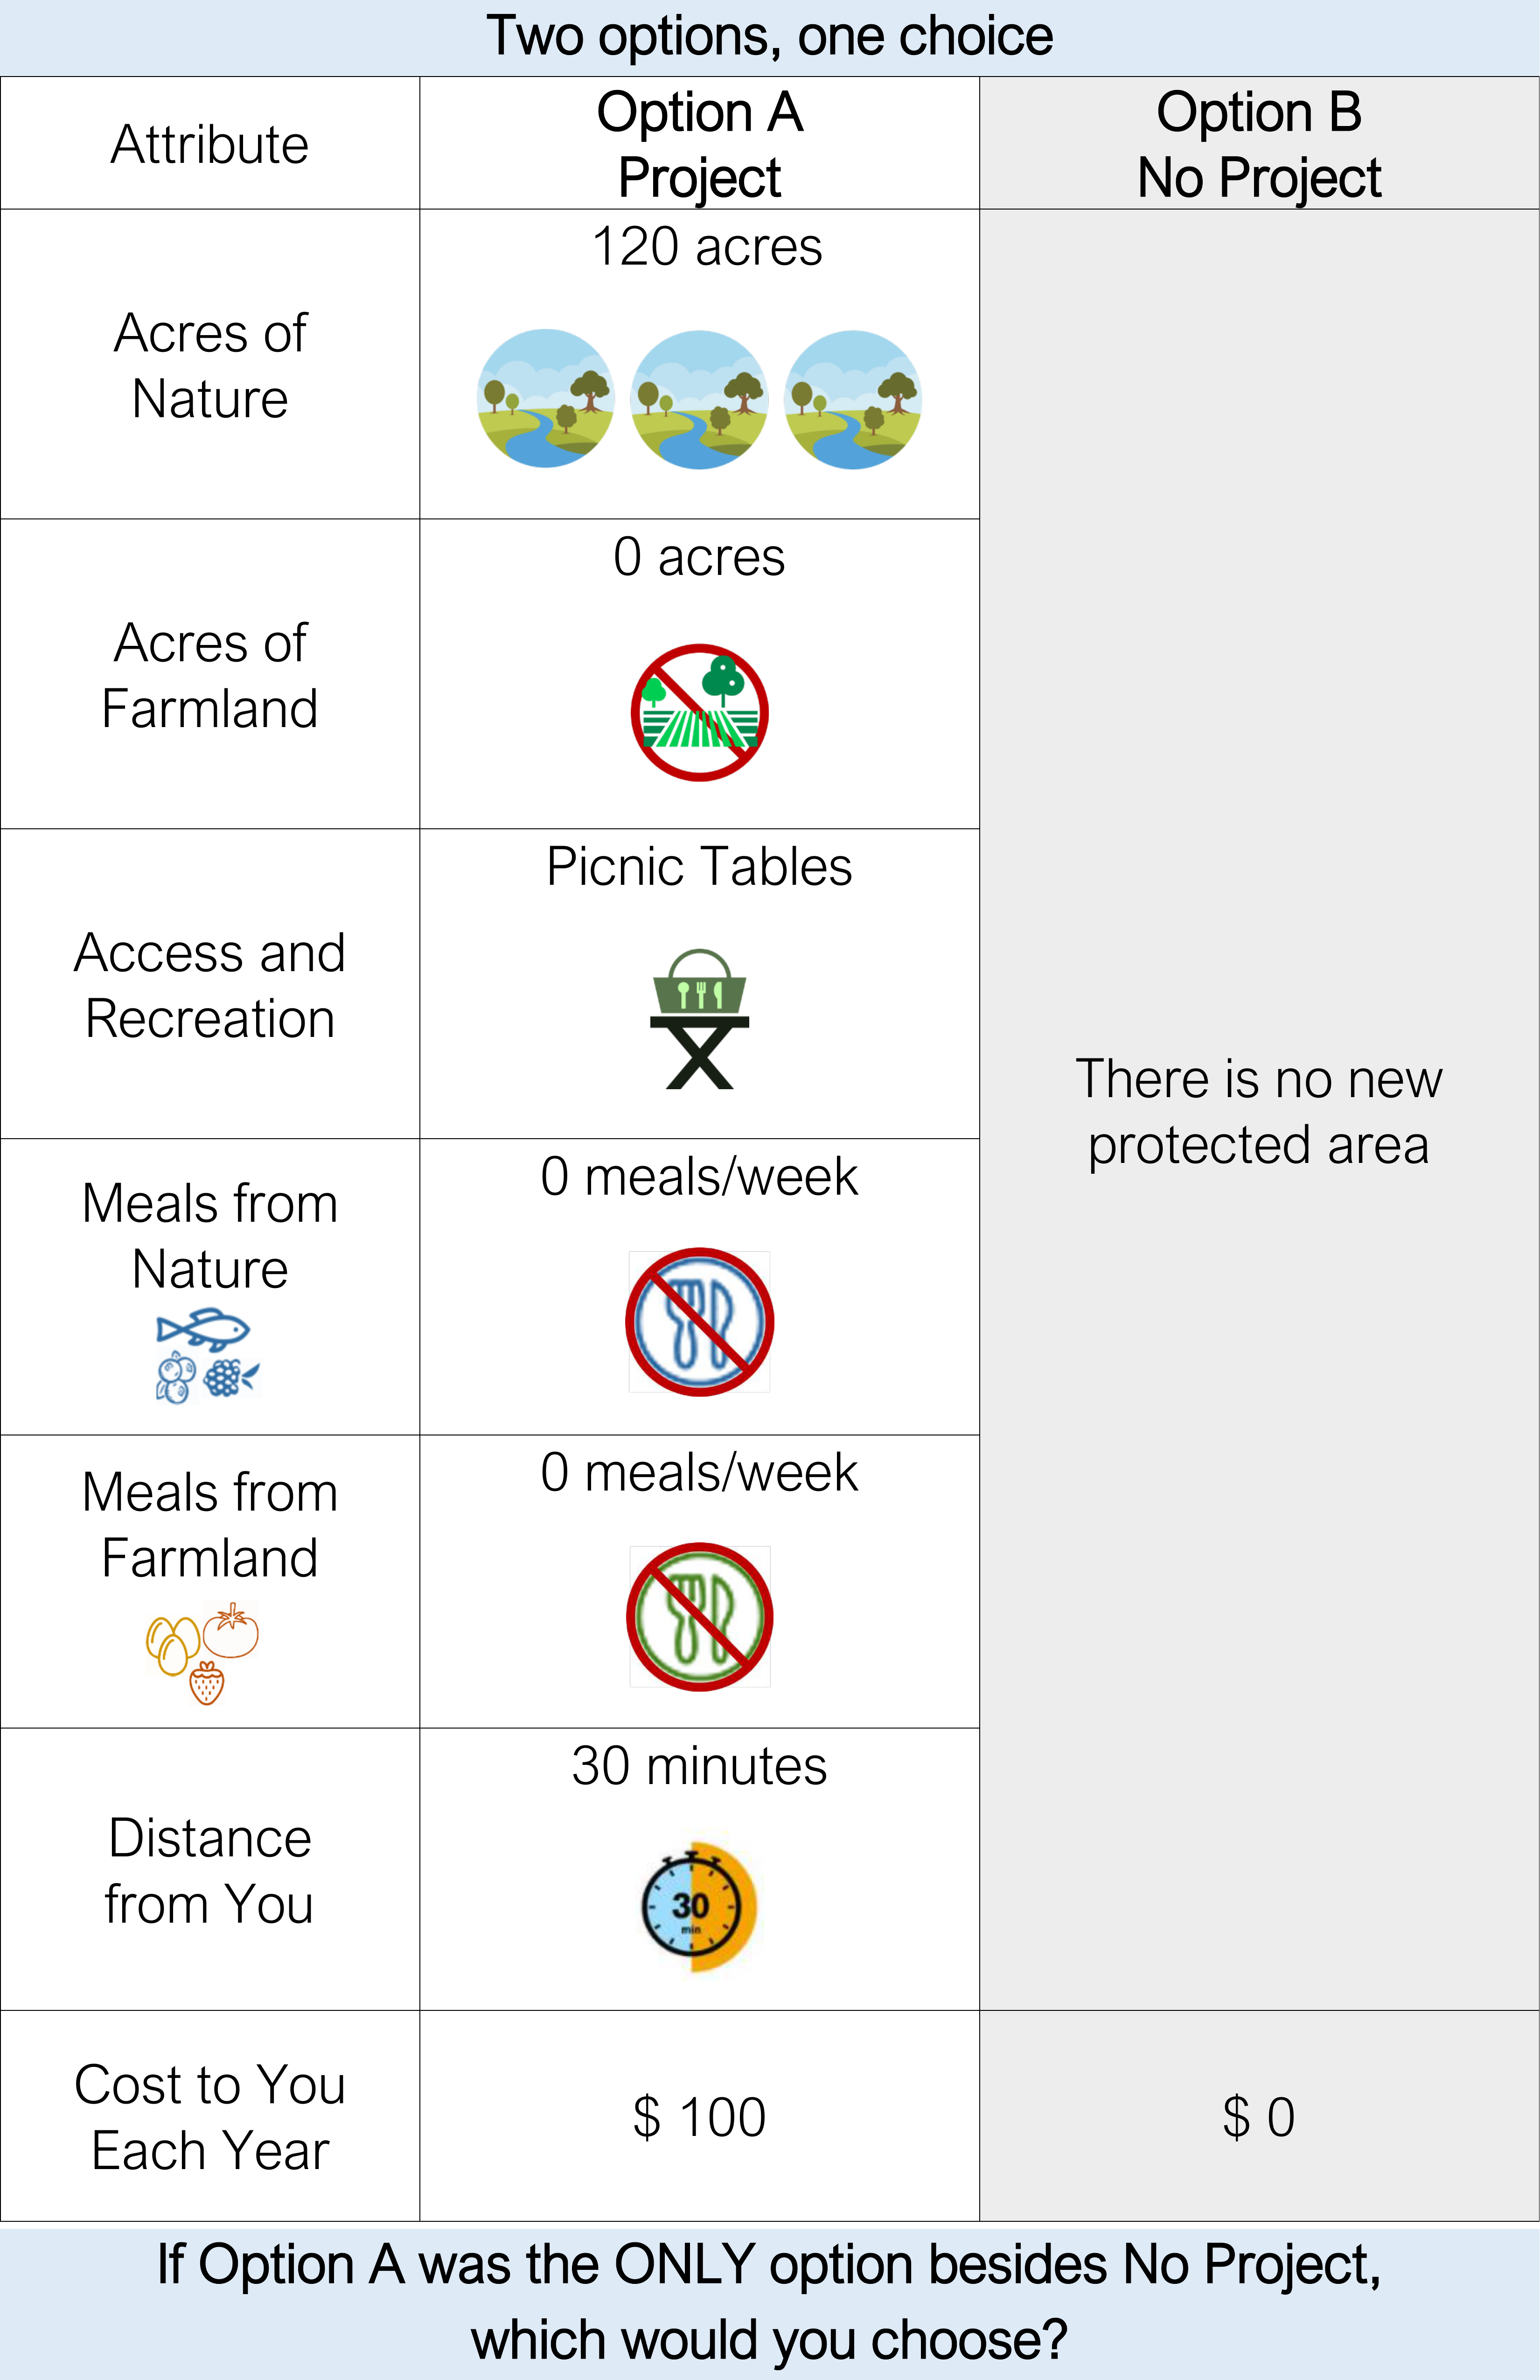 Two options, one choice
Attribute
Option A
Project
Option B
No Project
Acres of
Nature
120 acres
Acres of
Farmland
0 acres
Access and
Recreation
Picnic Tables
There is no new
protected area
Meals from
Nature
0 meals/week
Meals from
Farmland
0 meals/week
Distance
from You
30 minutes
30
min
Cost to You
Each Year
$ 100
$ 0
If Option A was the ONLY option besides No Project,
which would you choose?